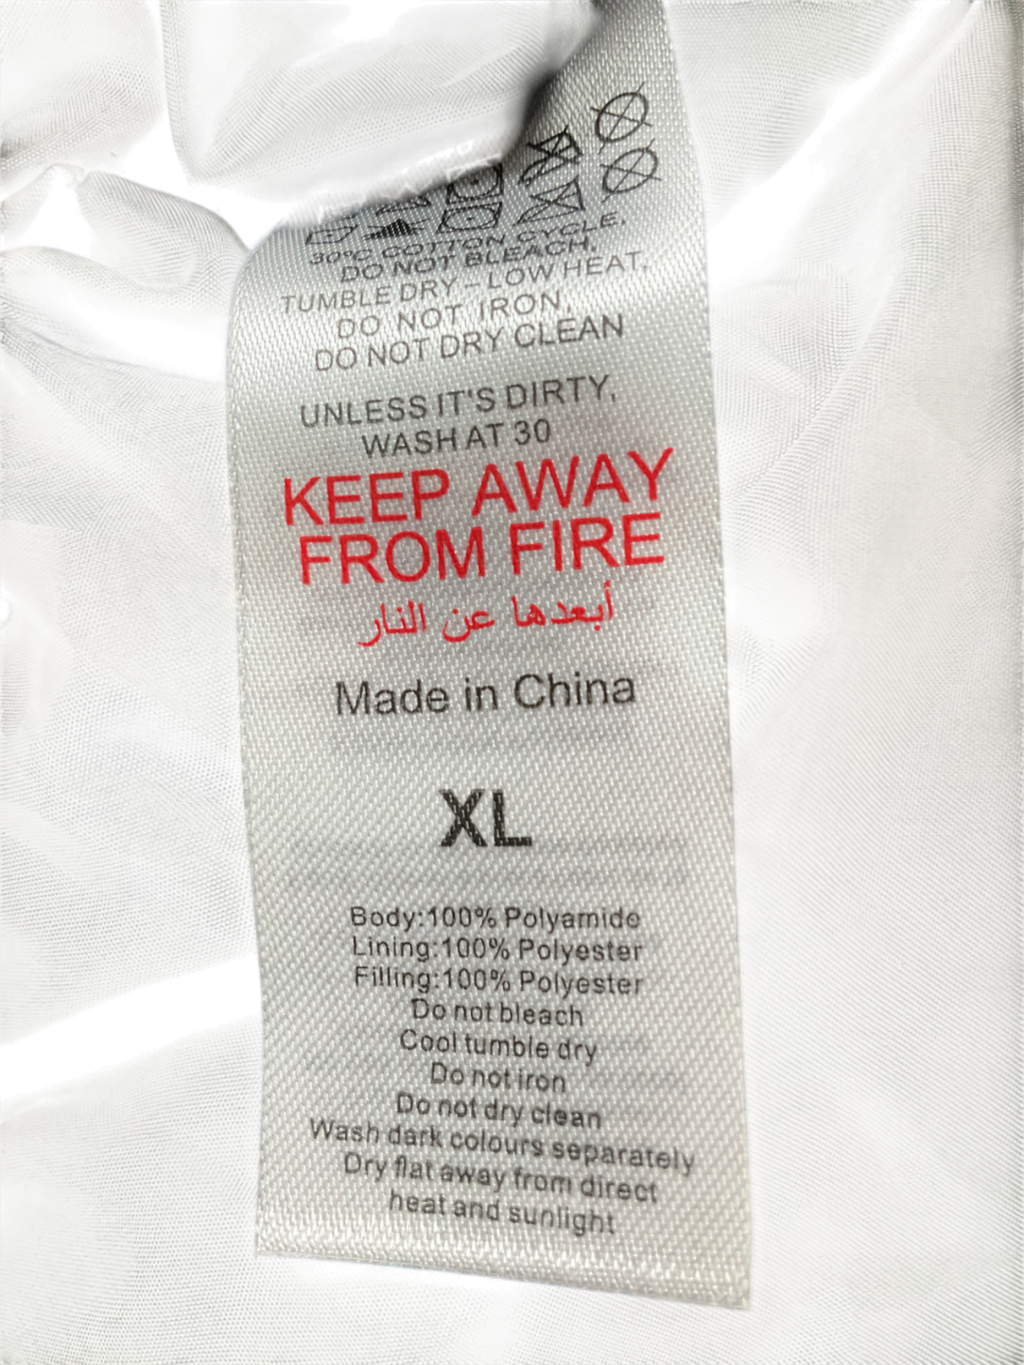 30°C COTTON CYCLE.
DO NOT BLEACH.
TUMBLE DRY – LOW HEAT,
DO NOT IRON,
DO NOT DRY CLEAN
UNLESS IT'S DIRTY,
WASH AT 30
KEEP AWAY
FROM FIRE
أبعدها عن النار
Made in China
XL
Body:100% Polyamide
Lining:100% Polyester
Filling:100% Polyester
Do not bleach
Cool tumble dry
Do not iron
Do not dry clean
Wash dark colours separately
Dry flat away from direct
heat and sunlight